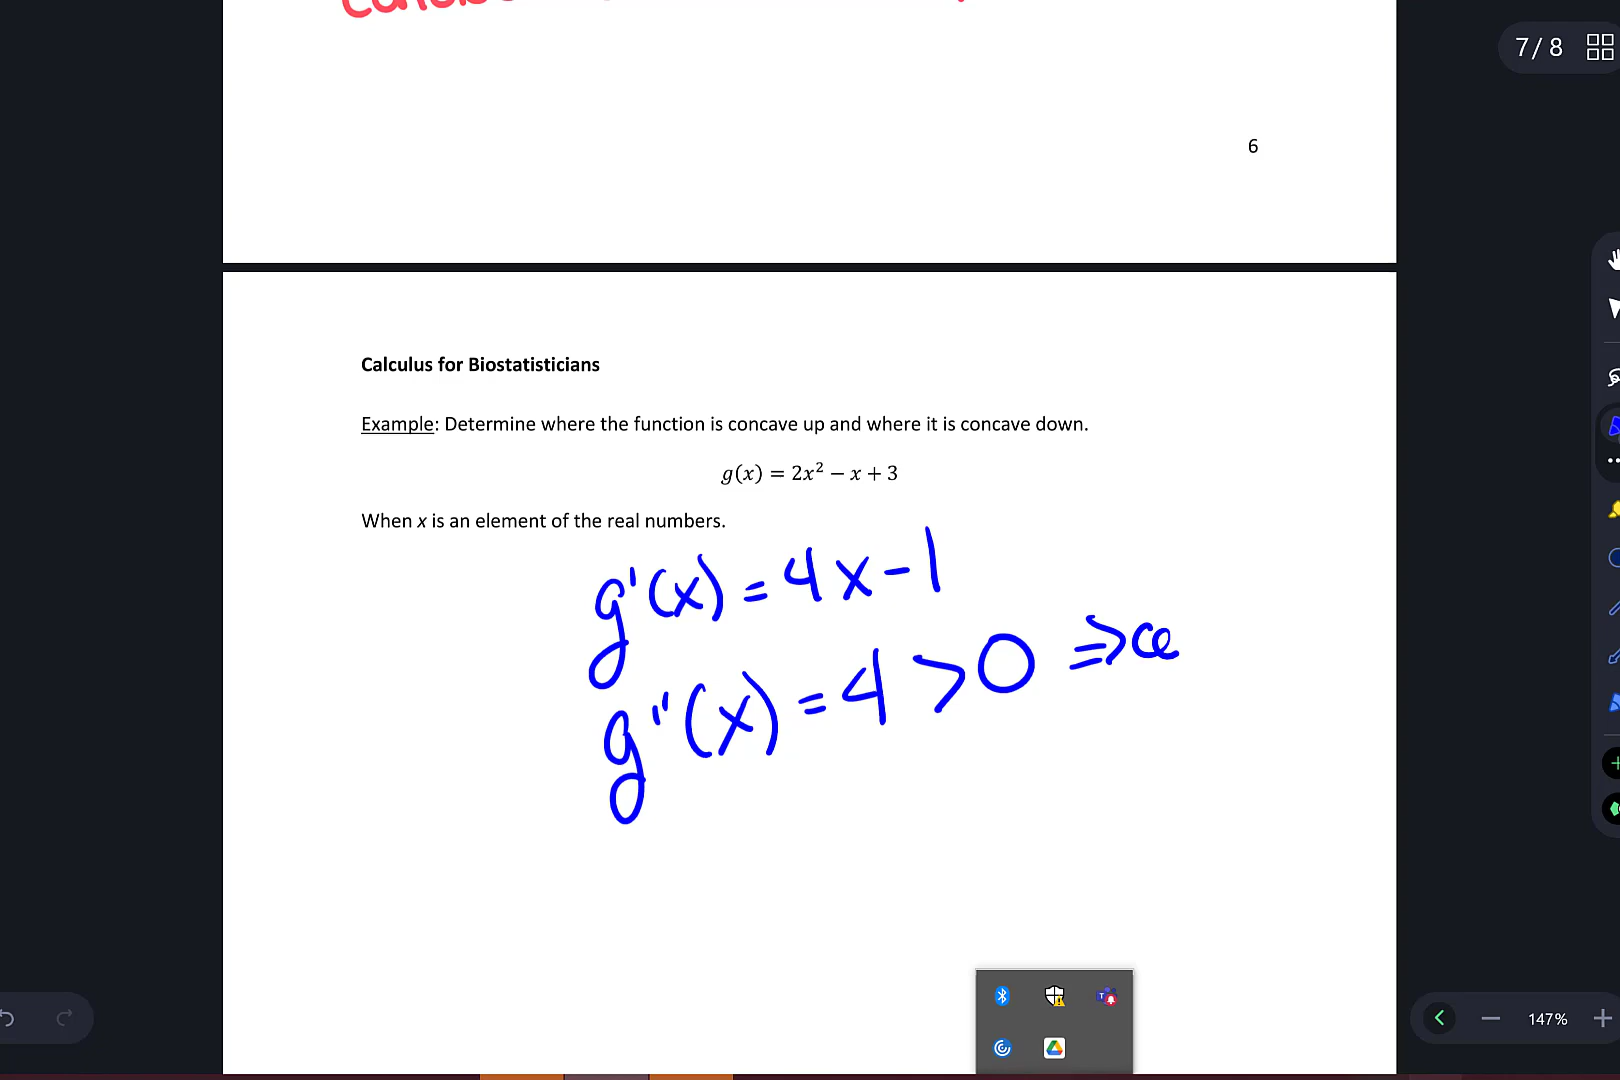 7/ 8
6
Calculus for Biostatisticians
Example: Determine where the function is concave up and where it is concave down.
g(x) = 2x² − x + 3
When x is an element of the real numbers.
g'(x) = 4x-1
g''(x) = 4 > 0 ⇒
147%